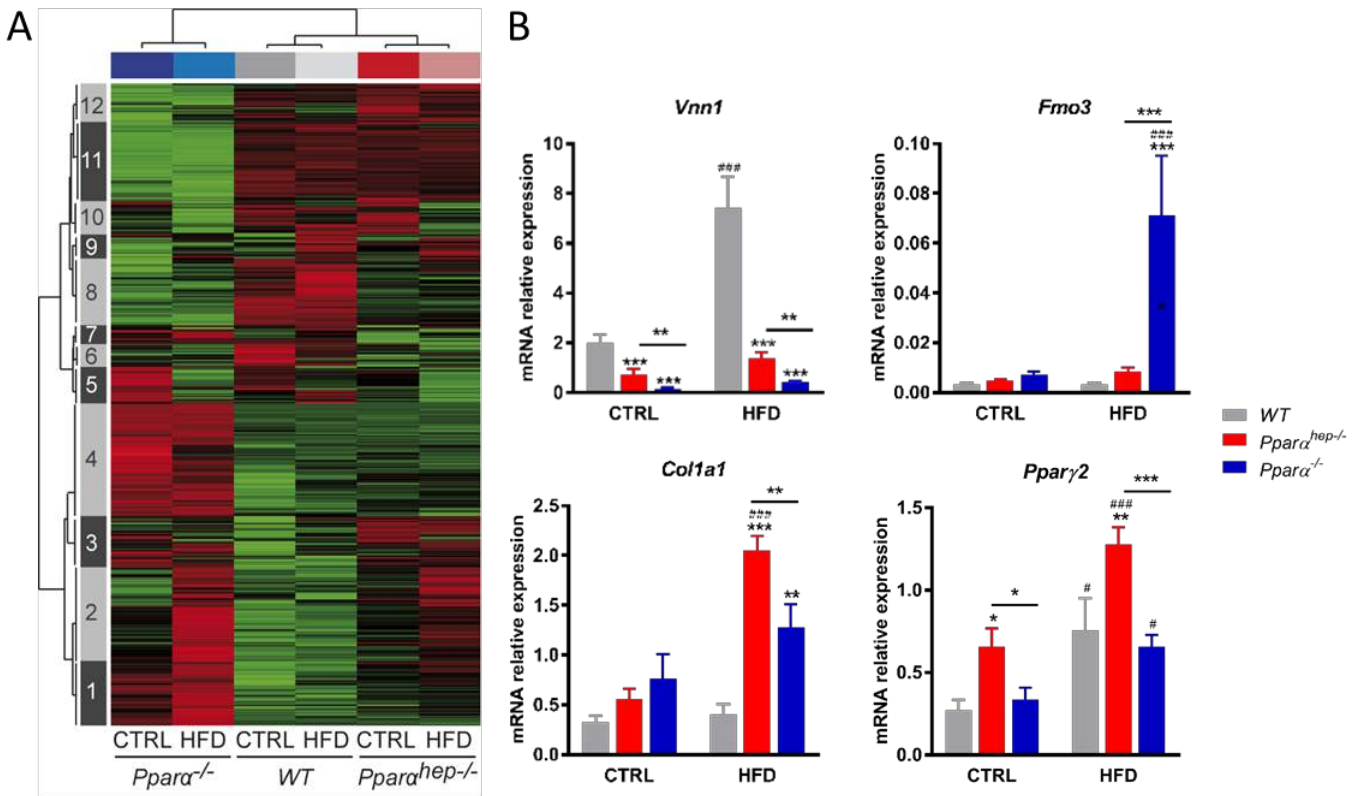 A
12
11
10
9
8
7
6
5
4
3
2
1
CTRL HFD CTRL HFD CTRL HFD
Pparα-/- WT Pparαhep-/-
B
Vnn1
mRNA relative expression
10
8
6
4
2
0
***
***
**
###
***
***
**
CTRL HFD
Fmo3
mRNA relative expression
0.10
0.08
0.06
0.04
0.02
0.00
***
###
***
*
CTRL HFD
Col1a1
mRNA relative expression
2.5
2.0
1.5
1.0
0.5
0.0
**
###
***
**
CTRL HFD
Pparγ2
mRNA relative expression
1.5
1.0
0.5
0.0
*
*
#
***
###
**
#
CTRL HFD
WT
Pparαhep-/-
Pparα-/-